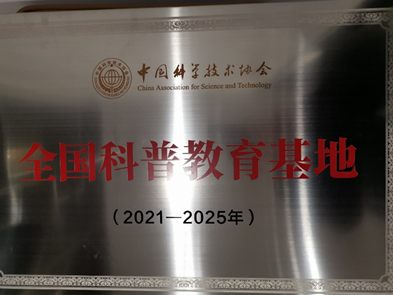 中国科学技术协会
China Association for Science and Technology
全国科普教育基地
（2021—2025年）